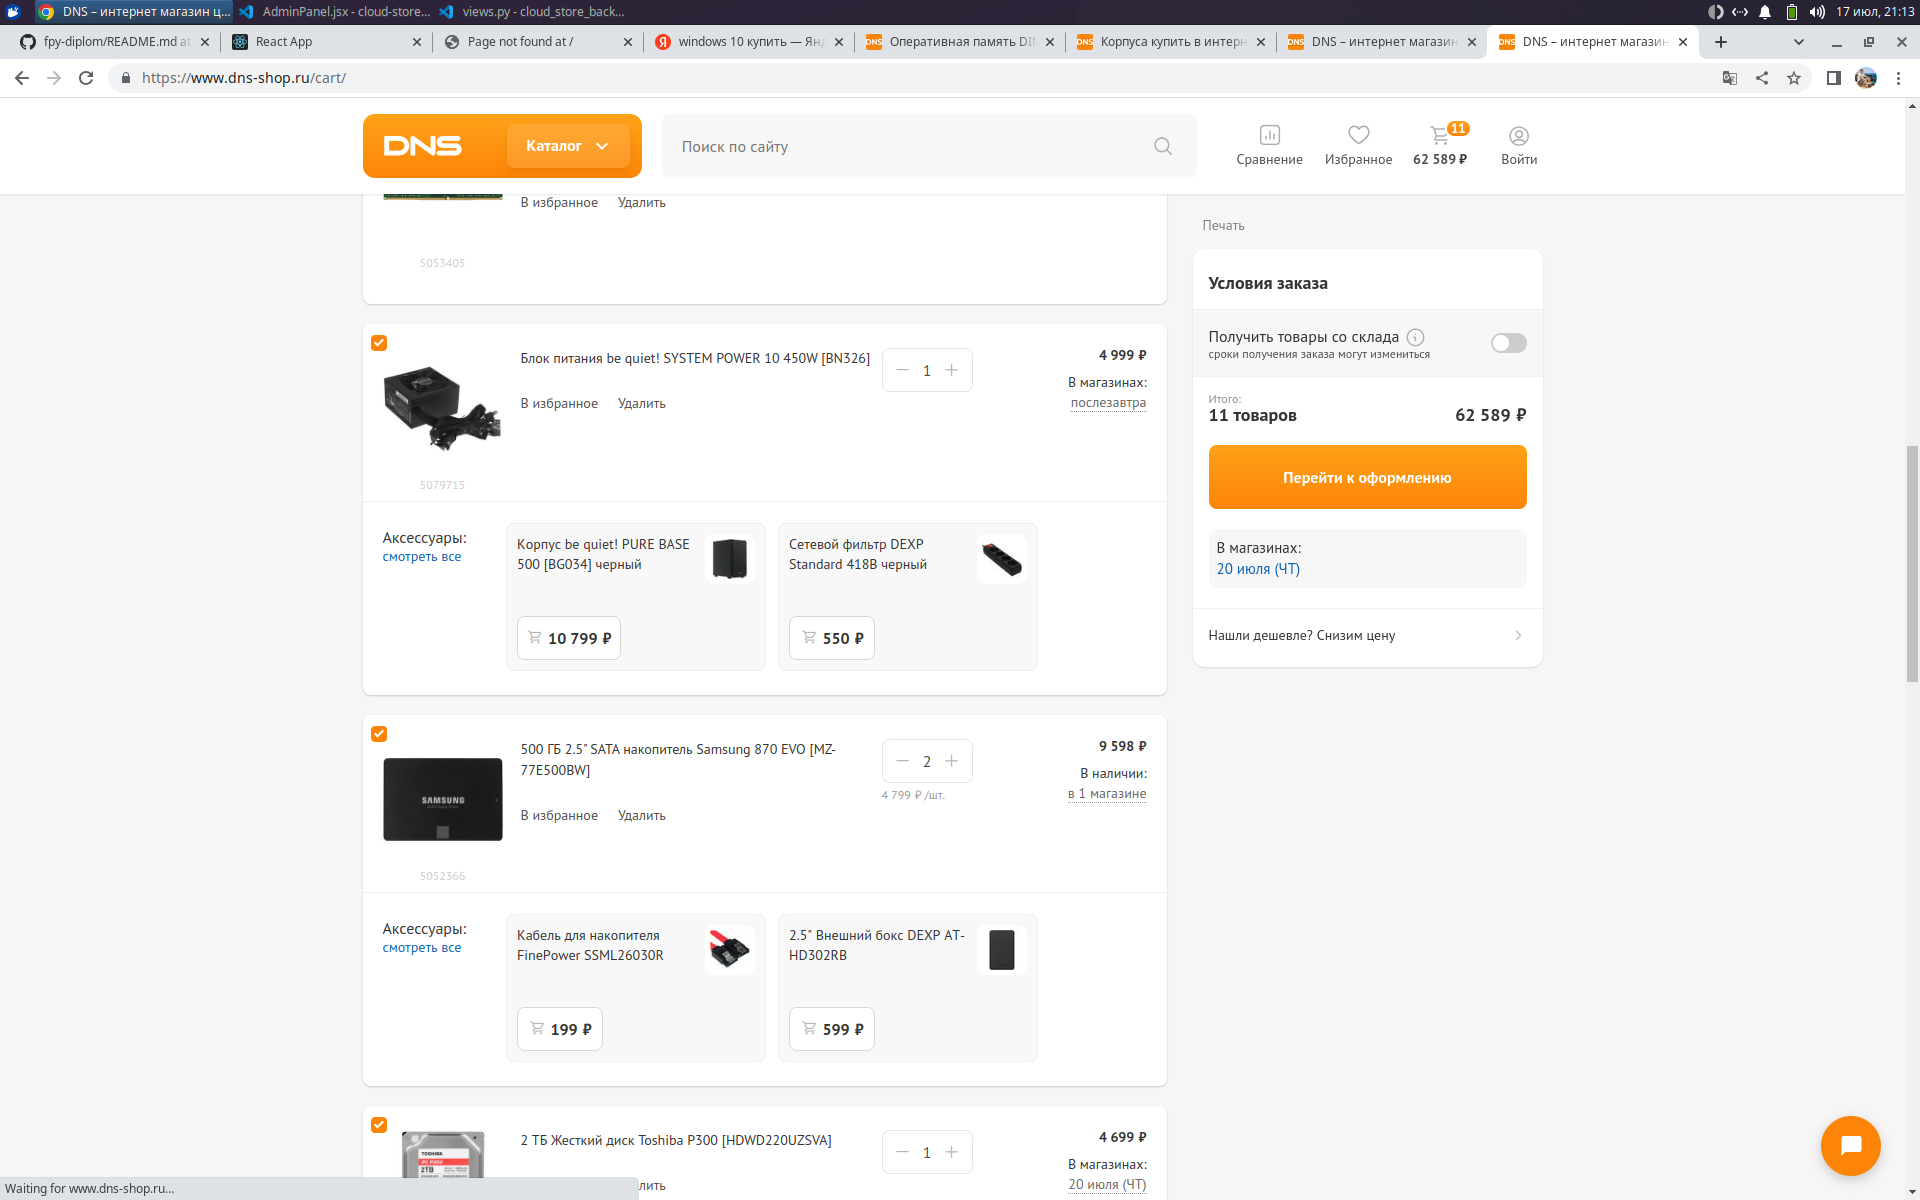 DNS – интернет магазин ц...
AdminPanel.jsx - cloud-store...
views.py - cloud_store_back...
17 июл, 21:13
fpy-diplom/README.md at
React App
Page not found at /
windows 10 купить — Янд
Оперативная память DIM
Корпуса купить в интерн
DNS – интернет магазин
DNS – интернет магазин
https://www.dns-shop.ru/cart/
DNS
Каталог
Поиск по сайту
Сравнение
Избранное
11
62 589 ₽
Войти
В избранное
Удалить
5053405
Печать
Условия заказа
Получить товары со склада
сроки получения заказа могут измениться
Итого:
11 товаров
62 589 ₽
Перейти к оформлению
В магазинах:
20 июля (ЧТ)
Нашли дешевле? Снизим цену
Блок питания be quiet! SYSTEM POWER 10 450W [BN326]
1
4 999 ₽
В магазинах:
послезавтра
В избранное
Удалить
5079715
Аксессуары:
смотреть все
Корпус be quiet! PURE BASE
500 [BG034] черный
10 799 ₽
Сетевой фильтр DEXP
Standard 418B черный
550 ₽
500 ГБ 2.5" SATA накопитель Samsung 870 EVO [MZ-
77E500BW]
2
4 799 ₽ /шт.
9 598 ₽
В наличии:
в 1 магазине
SAMSUNG
В избранное
Удалить
5052366
Аксессуары:
смотреть все
Кабель для накопителя
FinePower SSML26030R
199 ₽
2.5" Внешний бокс DEXP AT-
HD302RB
599 ₽
2 ТБ Жесткий диск Toshiba P300 [HDWD220UZSVA]
1
4 699 ₽
В магазинах:
20 июля (ЧТ)
TOSHIBA
PC P300
2TB
лить
Waiting for www.dns-shop.ru...